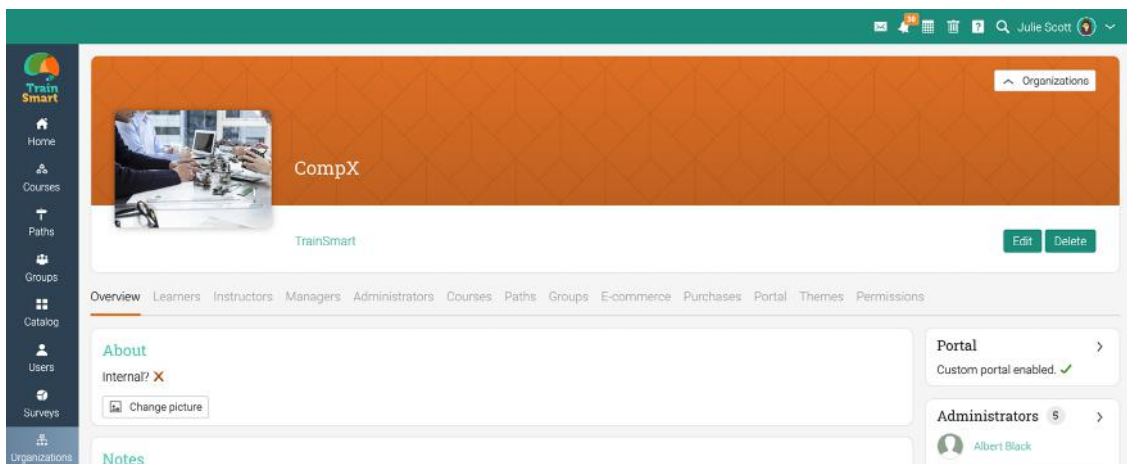 38
Julie Scott
Train
Smart
Home
Courses
Paths
Groups
Catalog
Users
Surveys
Organizations
Organizations
CompX
TrainSmart
Edit
Delete
Overview Learners Instructors Managers Administrators Courses Paths Groups E-commerce Purchases Portal Themes Permissions
About
Internal?
Change picture
Notes
Portal
Custom portal enabled.
Administrators 5
Albert Black